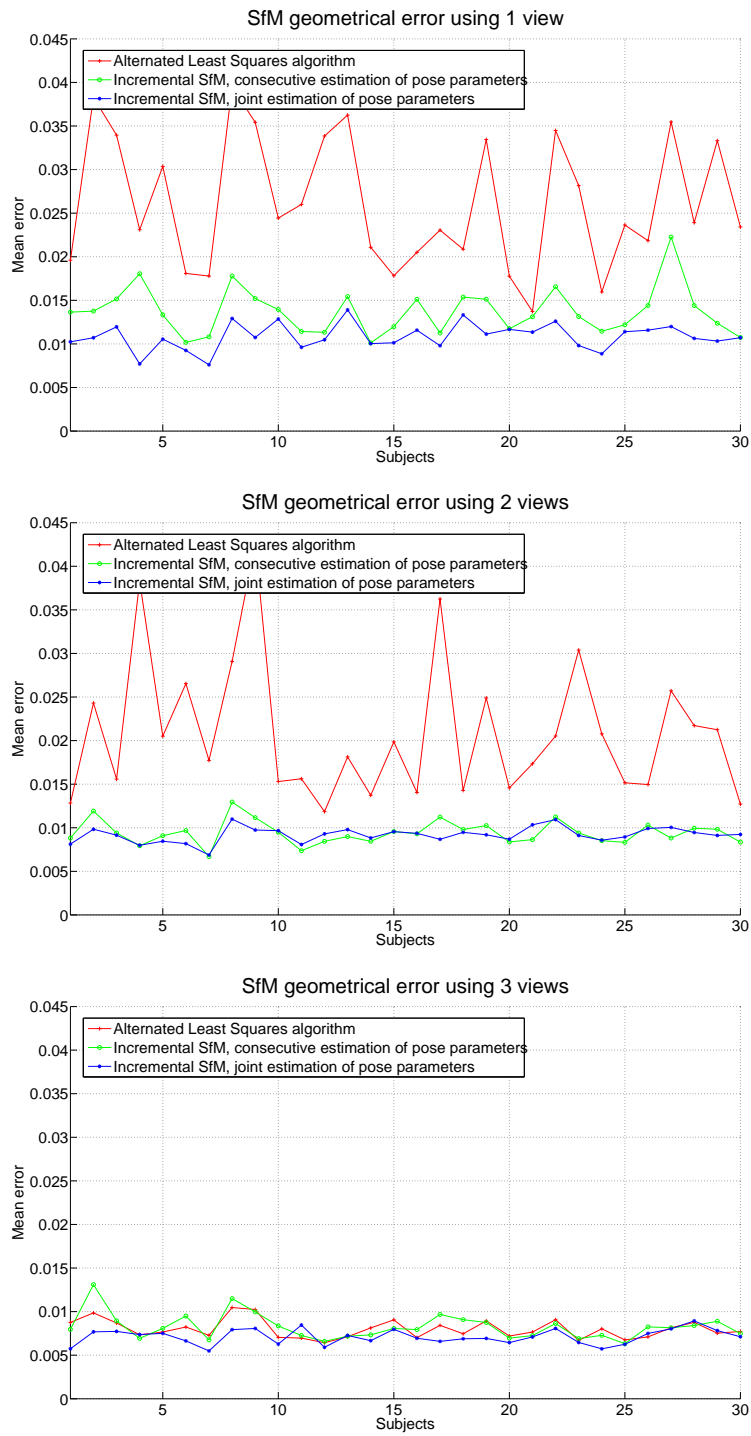 SfM geometrical error using 1 view
0.045
0.04
0.035
0.03
0.025
0.02
0.015
0.01
0.005
0
Mean error
Alternated Least Squares algorithm
Incremental SfM, consecutive estimation of pose parameters
Incremental SfM, joint estimation of pose parameters
5 10 15 20 25 30
Subjects
SfM geometrical error using 2 views
0.045
0.04
0.035
0.03
0.025
0.02
0.015
0.01
0.005
0
Mean error
Alternated Least Squares algorithm
Incremental SfM, consecutive estimation of pose parameters
Incremental SfM, joint estimation of pose parameters
5 10 15 20 25 30
Subjects
SfM geometrical error using 3 views
0.045
0.04
0.035
0.03
0.025
0.02
0.015
0.01
0.005
0
Mean error
Alternated Least Squares algorithm
Incremental SfM, consecutive estimation of pose parameters
Incremental SfM, joint estimation of pose parameters
5 10 15 20 25 30
Subjects